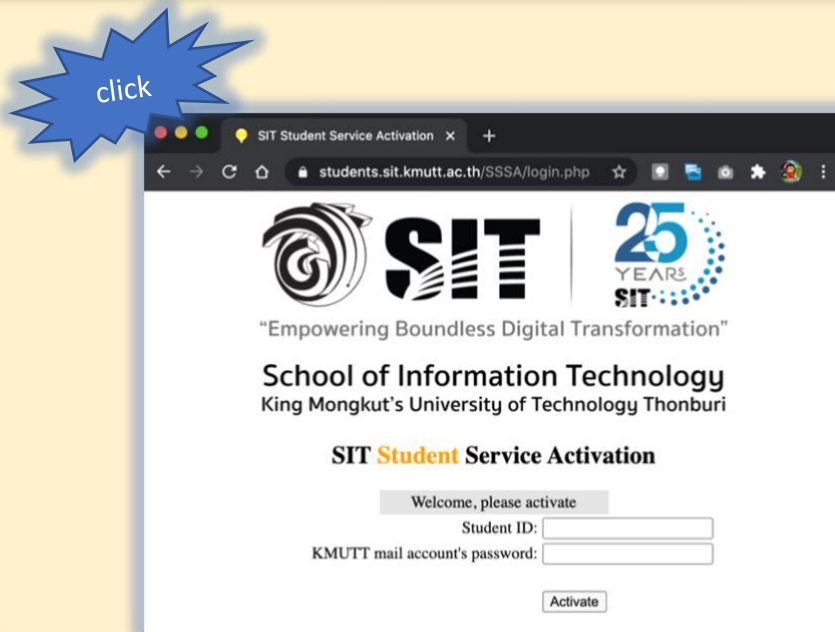 click
SIT Student Service Activation
students.sit.kmutt.ac.th/SSSA/login.php
SIT
25
YEARS
SIT
“Empowering Boundless Digital Transformation”
School of Information Technology
King Mongkut's University of Technology Thonburi
SIT Student Service Activation
Welcome, please activate
Student ID:
KMUTT mail account's password:
Activate